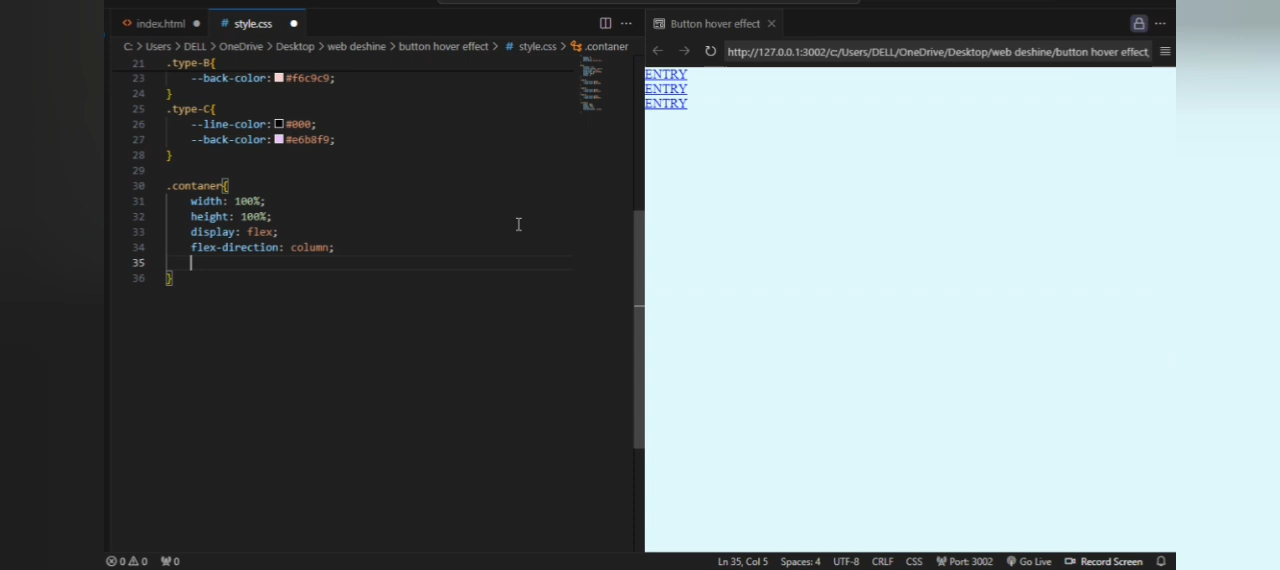 index.html
style.css
Button hover effect
C: > Users > DELL > OneDrive > Desktop > web deshine > button hover effect > # style.css > .contaner
http://127.0.0.1:3002/c:/Users/DELL/OneDrive/Desktop/web deshine/button hover effect,
21 .type-B{
23 --back-color: #f6c9c9;
24 }
25 .type-C{
26 --line-color: #000;
27 --back-color: #e6b8f9;
28 }
29
30 .contaner{
31 width: 100%;
32 height: 100%;
33 display: flex;
34 flex-direction: column;
35
36 }
ENTRY
ENTRY
ENTRY
0 0 0 Ln 35, Col 5 Spaces: 4 UTF-8 CRLF CSS Port: 3002 Go Live Record Screen